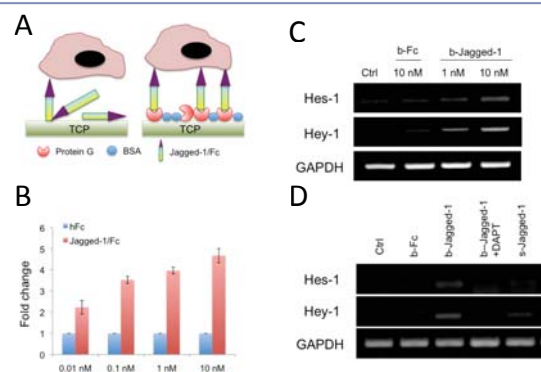 A
TCP
TCP
Protein G
BSA
Jagged-1/Fc
B
hFc
Jagged-1/Fc
Fold change
6
5
4
3
2
1
0
0.01 nM
0.1 nM
1 nM
10 nM
C
b-Fc
b-Jagged-1
Ctrl
10 nM
1 nM
10 nM
Hes-1
Hey-1
GAPDH
D
Ctrl
b-Fc
b-Jagged-1
b-Jagged-1
+DAPT
s-Jagged-1
Hes-1
Hey-1
GAPDH